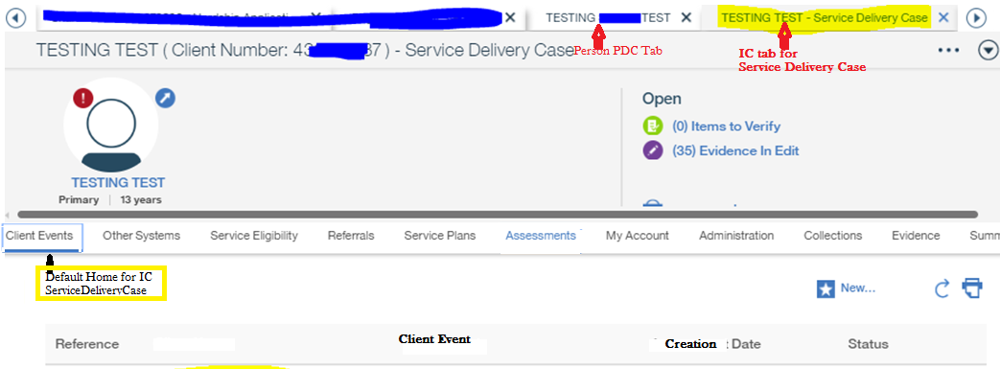 TESTING TEST
TESTING TEST - Service Delivery Case
TESTING TEST ( Client Number: 43 37 ) - Service Delivery Case
Person PDC Tab
IC tab for
Service Delivery Case
Open
(0) Items to Verify
(35) Evidence In Edit
TESTING TEST
Primary | 13 years
Client Events Other Systems Service Eligibility Referrals Service Plans Assessments My Account Administration Collections Evidence Summ
Default Home for IC
ServiceDeliveryCase
New...
Reference Client Event Creation t Date Status